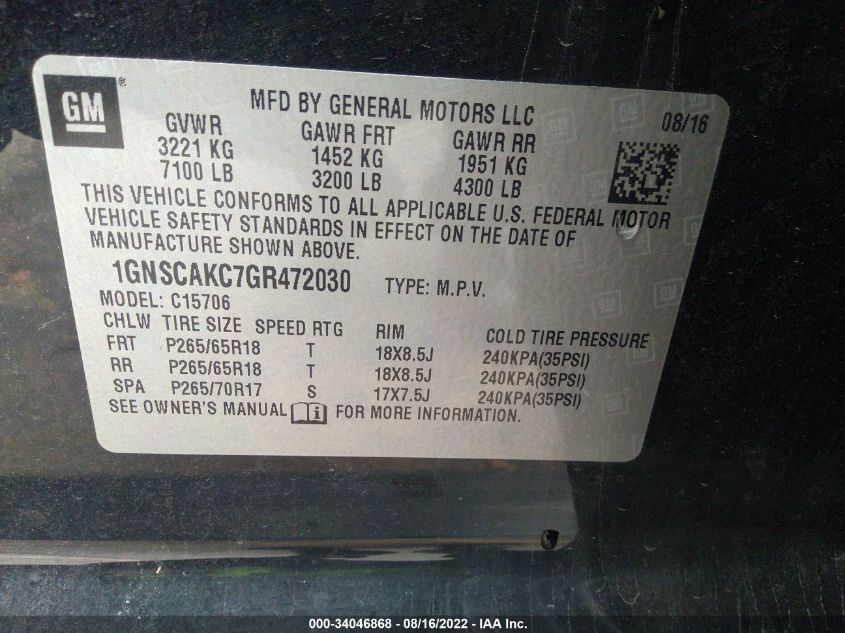 GM®
MFD BY GENERAL MOTORS LLC
08/16
GVWR GAWR FRT GAWR RR
3221 KG 1452 KG 1951 KG
7100 LB 3200 LB 4300 LB
THIS VEHICLE CONFORMS TO ALL APPLICABLE U.S. FEDERAL MOTOR
VEHICLE SAFETY STANDARDS IN EFFECT ON THE DATE OF
MANUFACTURE SHOWN ABOVE.
1GNSCAKC7GR472030 TYPE: M.P.V.
MODEL: C15706
CHLW TIRE SIZE SPEED RTG RIM COLD TIRE PRESSURE
FRT P265/65R18 T 18X8.5J 240KPA(35PSI)
RR P265/65R18 T 18X8.5J 240KPA(35PSI)
SPA P265/70R17 S 17X7.5J 240KPA(35PSI)
SEE OWNER'S MANUAL FOR MORE INFORMATION.
000-34046868 - 08/16/2022 - IAA Inc.